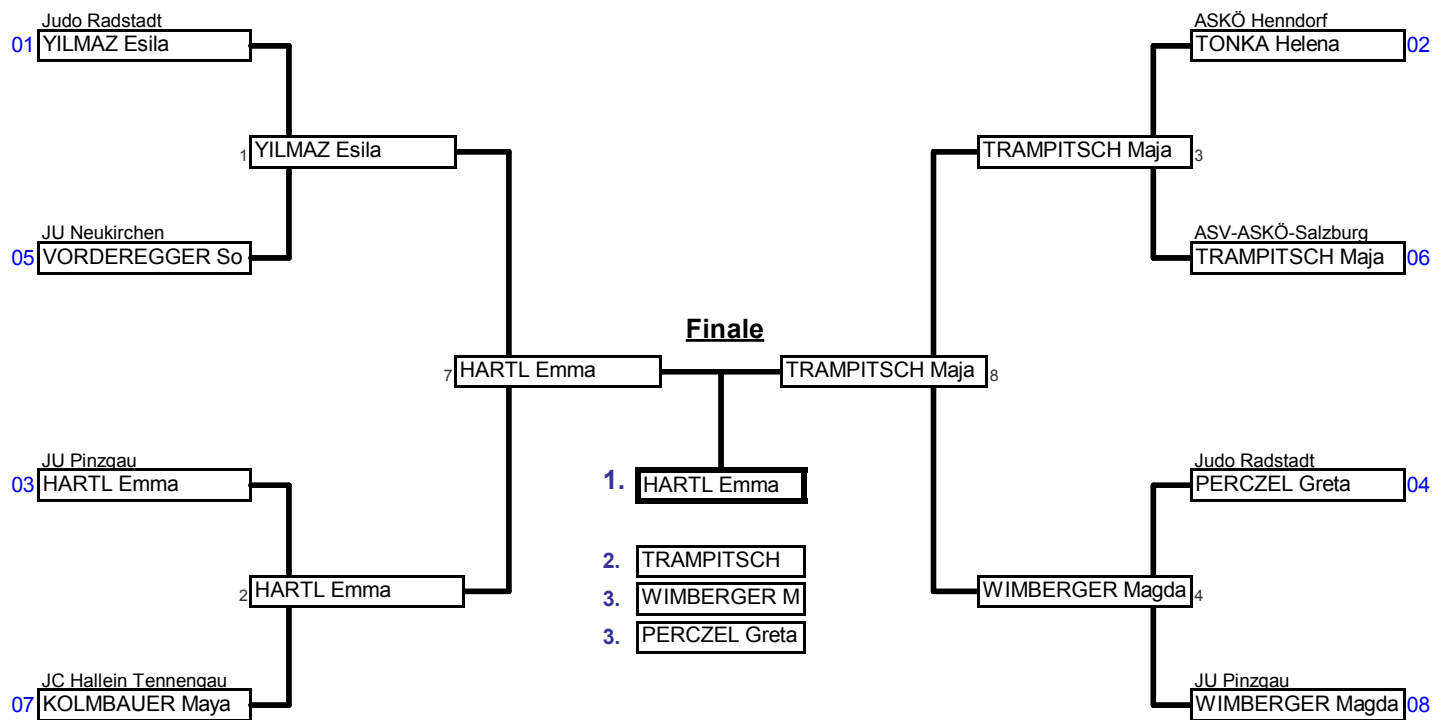 Judo Radstadt
01 YILMAZ Esila
1 YILMAZ Esila
JU Neukirchen
05 VORDEREGGER So
7 HARTL Emma
JU Pinzgau
03 HARTL Emma
2 HARTL Emma
JC Hallein Tennengau
07 KOLMBAUER Maya
Finale
1. HARTL Emma
2. TRAMPITSCH
3. WIMBERGER M
3. PERCZEL Greta
ASKÖ Henndorf
TONKA Helena 02
TRAMPITSCH Maja 3
ASV-ASKÖ-Salzburg
TRAMPITSCH Maja 06
TRAMPITSCH Maja 8
Judo Radstadt
PERCZEL Greta 04
WIMBERGER Magda 4
JU Pinzgau
WIMBERGER Magda 08